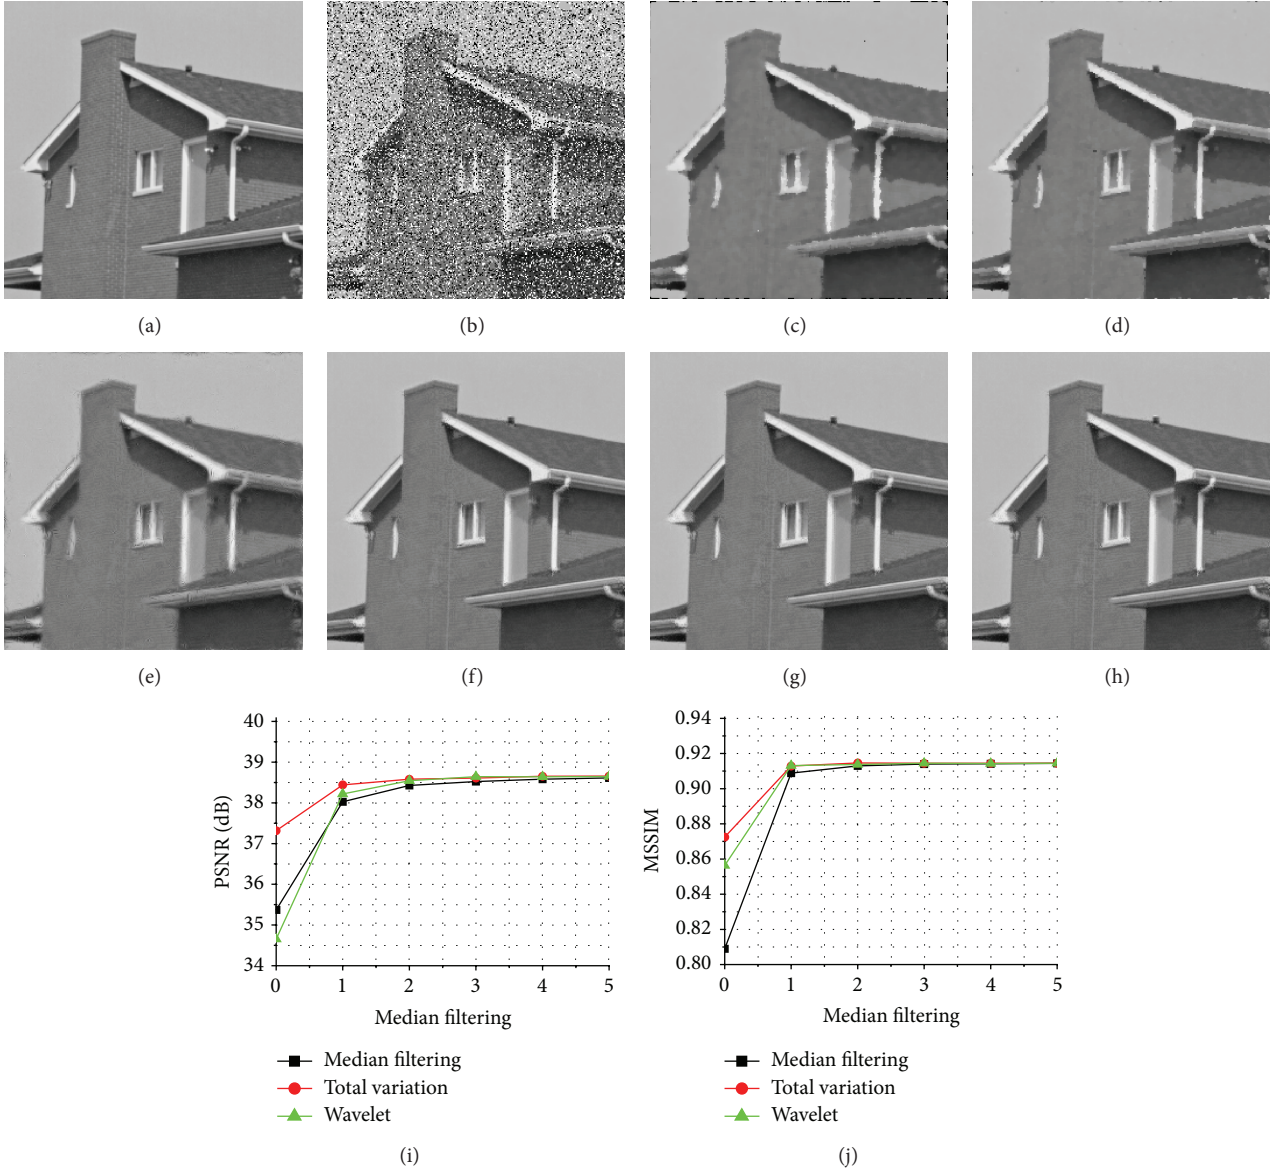 (a)
(b)
(c)
(d)
(e)
(f)
(g)
(h)
40
39
38
37
36
35
34
0
1
2
3
4
5
PSNR (dB)
Median filtering
Median filtering
Total variation
Wavelet
(i)
0.94
0.92
0.90
0.88
0.86
0.84
0.82
0.80
0
1
2
3
4
5
MSSIM
Median filtering
Median filtering
Total variation
Wavelet
(j)